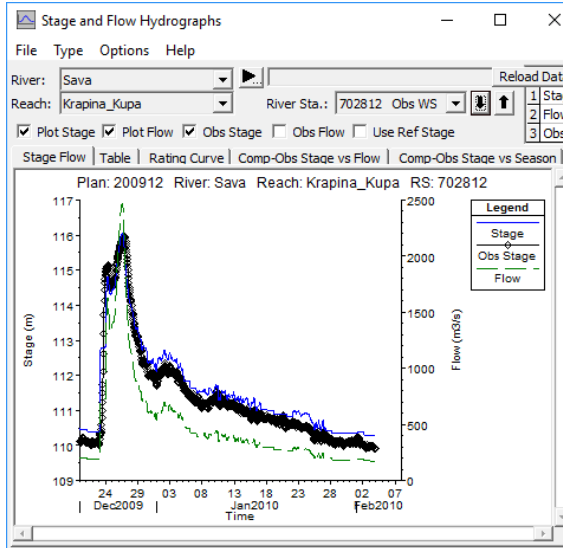 Stage and Flow Hydrographs
File Type Options Help
River: Sava Reload Dat
Reach: Krapina_Kupa River Sta.: 702812 Obs WS
1 Stag
2 Flow
3 Obs
Plot Stage Plot Flow Obs Stage Obs Flow Use Ref Stage
Stage Flow Table Rating Curve Comp-Obs Stage vs Flow Comp-Obs Stage vs Season
Plan: 200912 River: Sava Reach: Krapina_Kupa RS: 702812
117
116
115
114
113
112
111
110
109
Stage (m)
2500
2000
1500
1000
500
0
Flow (m3/s)
Legend
Stage
Obs Stage
Flow
24 29 03 08 13 18 23 28 02 07
Dec2009 Jan2010 Feb2010
Time